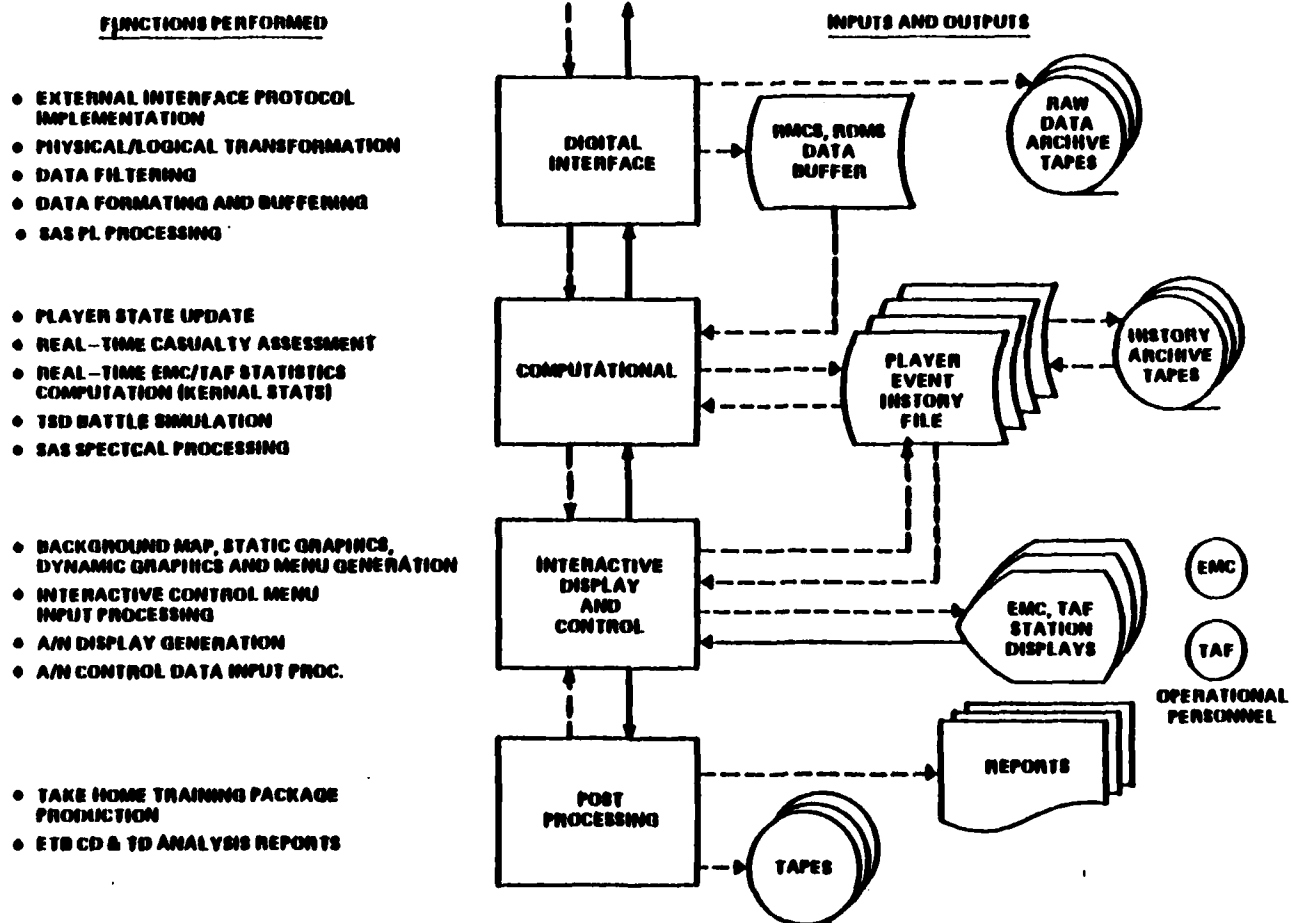 FUNCTIONS PERFORMED
INPUTS AND OUTPUTS
● EXTERNAL INTERFACE PROTOCOL
IMPLEMENTATION
● PHYSICAL/LOGICAL TRANSFORMATION
● DATA FILTERING
● DATA FORMATING AND BUFFERING
● SAS PL PROCESSING
DIGITAL
INTERFACE
RMCS, RDMS
DATA
BUFFER
RAW
DATA
ARCHIVE
TAPES
● PLAYER STATE UPDATE
● REAL-TIME CASUALTY ASSESSMENT
● REAL-TIME EMC/TAF STATISTICS
COMPUTATION (KERNAL STATS)
● TSD BATTLE SIMULATION
● SAS SPECTCAL PROCESSING
COMPUTATIONAL
PLAYER
EVENT
HISTORY
FILE
HISTORY
ARCHIVE
TAPES
● BACKGROUND MAP, STATIC GRAPHICS,
DYNAMIC GRAPHICS AND MENU GENERATION
● INTERACTIVE CONTROL MENU
INPUT PROCESSING
● A/N DISPLAY GENERATION
● A/N CONTROL DATA INPUT PROC.
INTERACTIVE
DISPLAY
AND
CONTROL
EMC, TAF
STATION
DISPLAYS
EMC
TAF
OPERATIONAL
PERSONNEL
● TAKE HOME TRAINING PACKAGE
PRODUCTION
● ETB CD & TD ANALYSIS REPORTS
POST
PROCESSING
REPORTS
TAPES